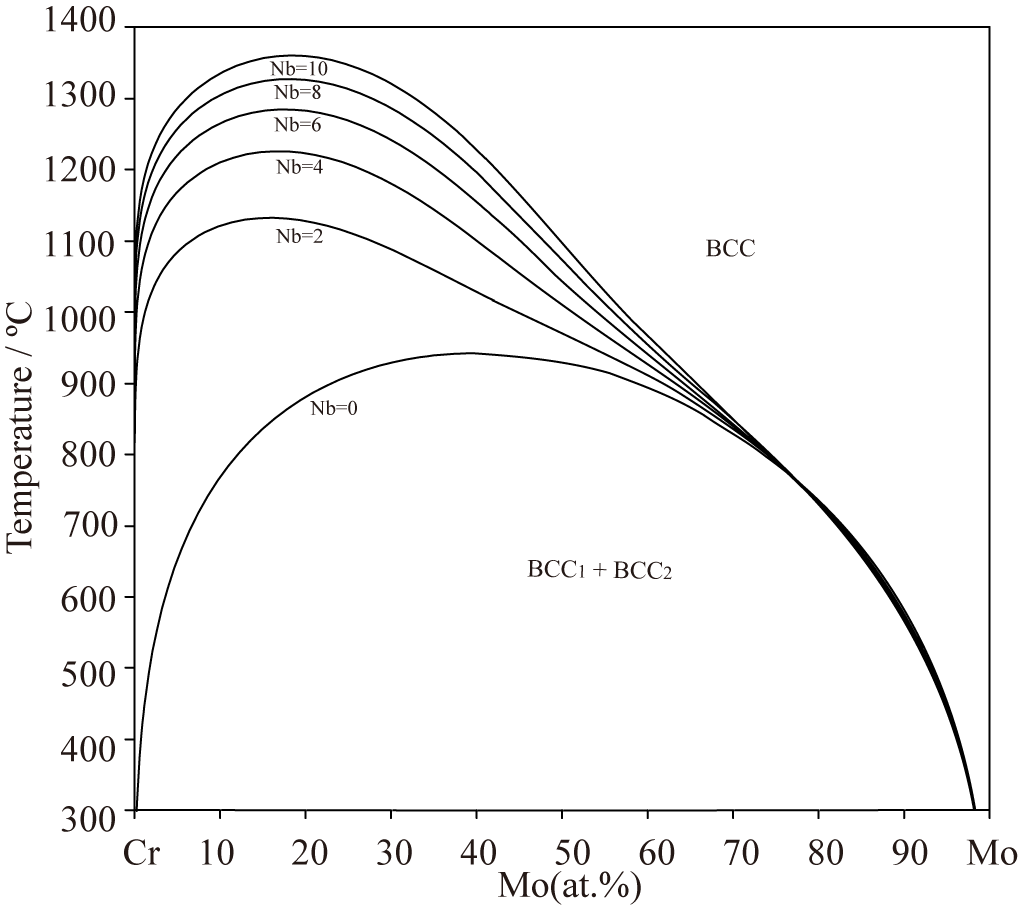 1400
1300
1200
1100
1000
900
800
700
600
500
400
300
Temperature / ºC
Nb=10
Nb=8
Nb=6
Nb=4
Nb=2
Nb=0
BCC
BCC1 + BCC2
Cr 10 20 30 40 50 60 70 80 90 Mo
Mo(at.%)